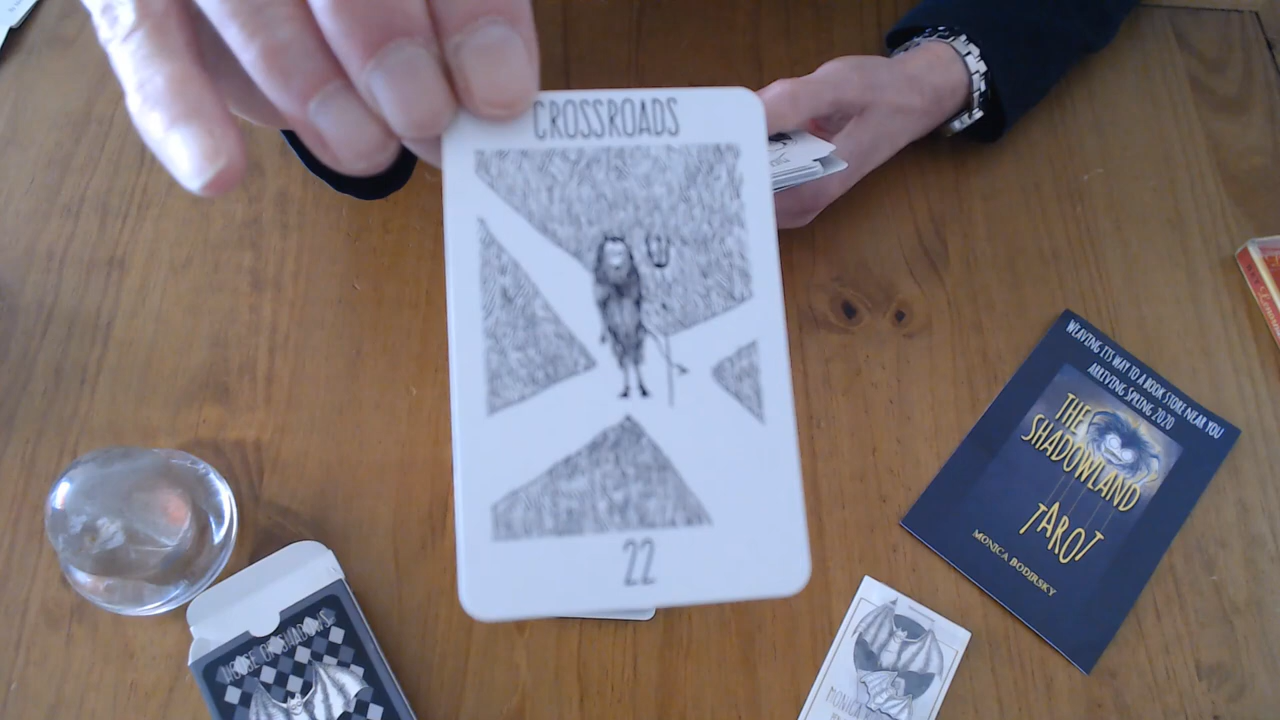 CROSSROADS
22
WEAVING ITS WAY TO A BOOK STORE NEAR YOU
ARRIVING SPRING 2020
THE
SHADOWLAND
TAROT
MONICA BODIRSKY
HOUSE OF SHADOWS
MONICA